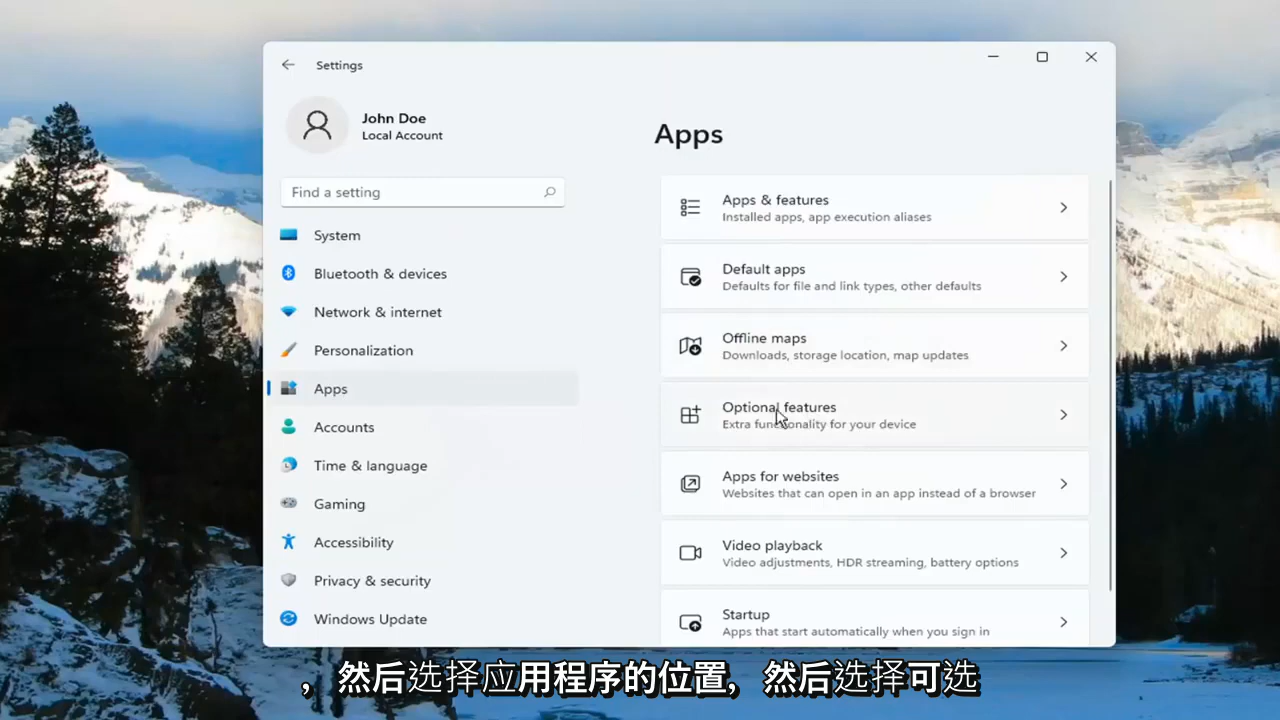 Settings
John Doe
Local Account
Find a setting
System
Bluetooth & devices
Network & internet
Personalization
Apps
Accounts
Time & language
Gaming
Accessibility
Privacy & security
Windows Update
Apps
Apps & features
Installed apps, app execution aliases
Default apps
Defaults for file and link types, other defaults
Offline maps
Downloads, storage location, map updates
Optional features
Extra functionality for your device
Apps for websites
Websites that can open in an app instead of a browser
Video playback
Video adjustments, HDR streaming, battery options
Startup
Apps that start automatically when you sign in
，然后选择应用程序的位置，然后选择可选